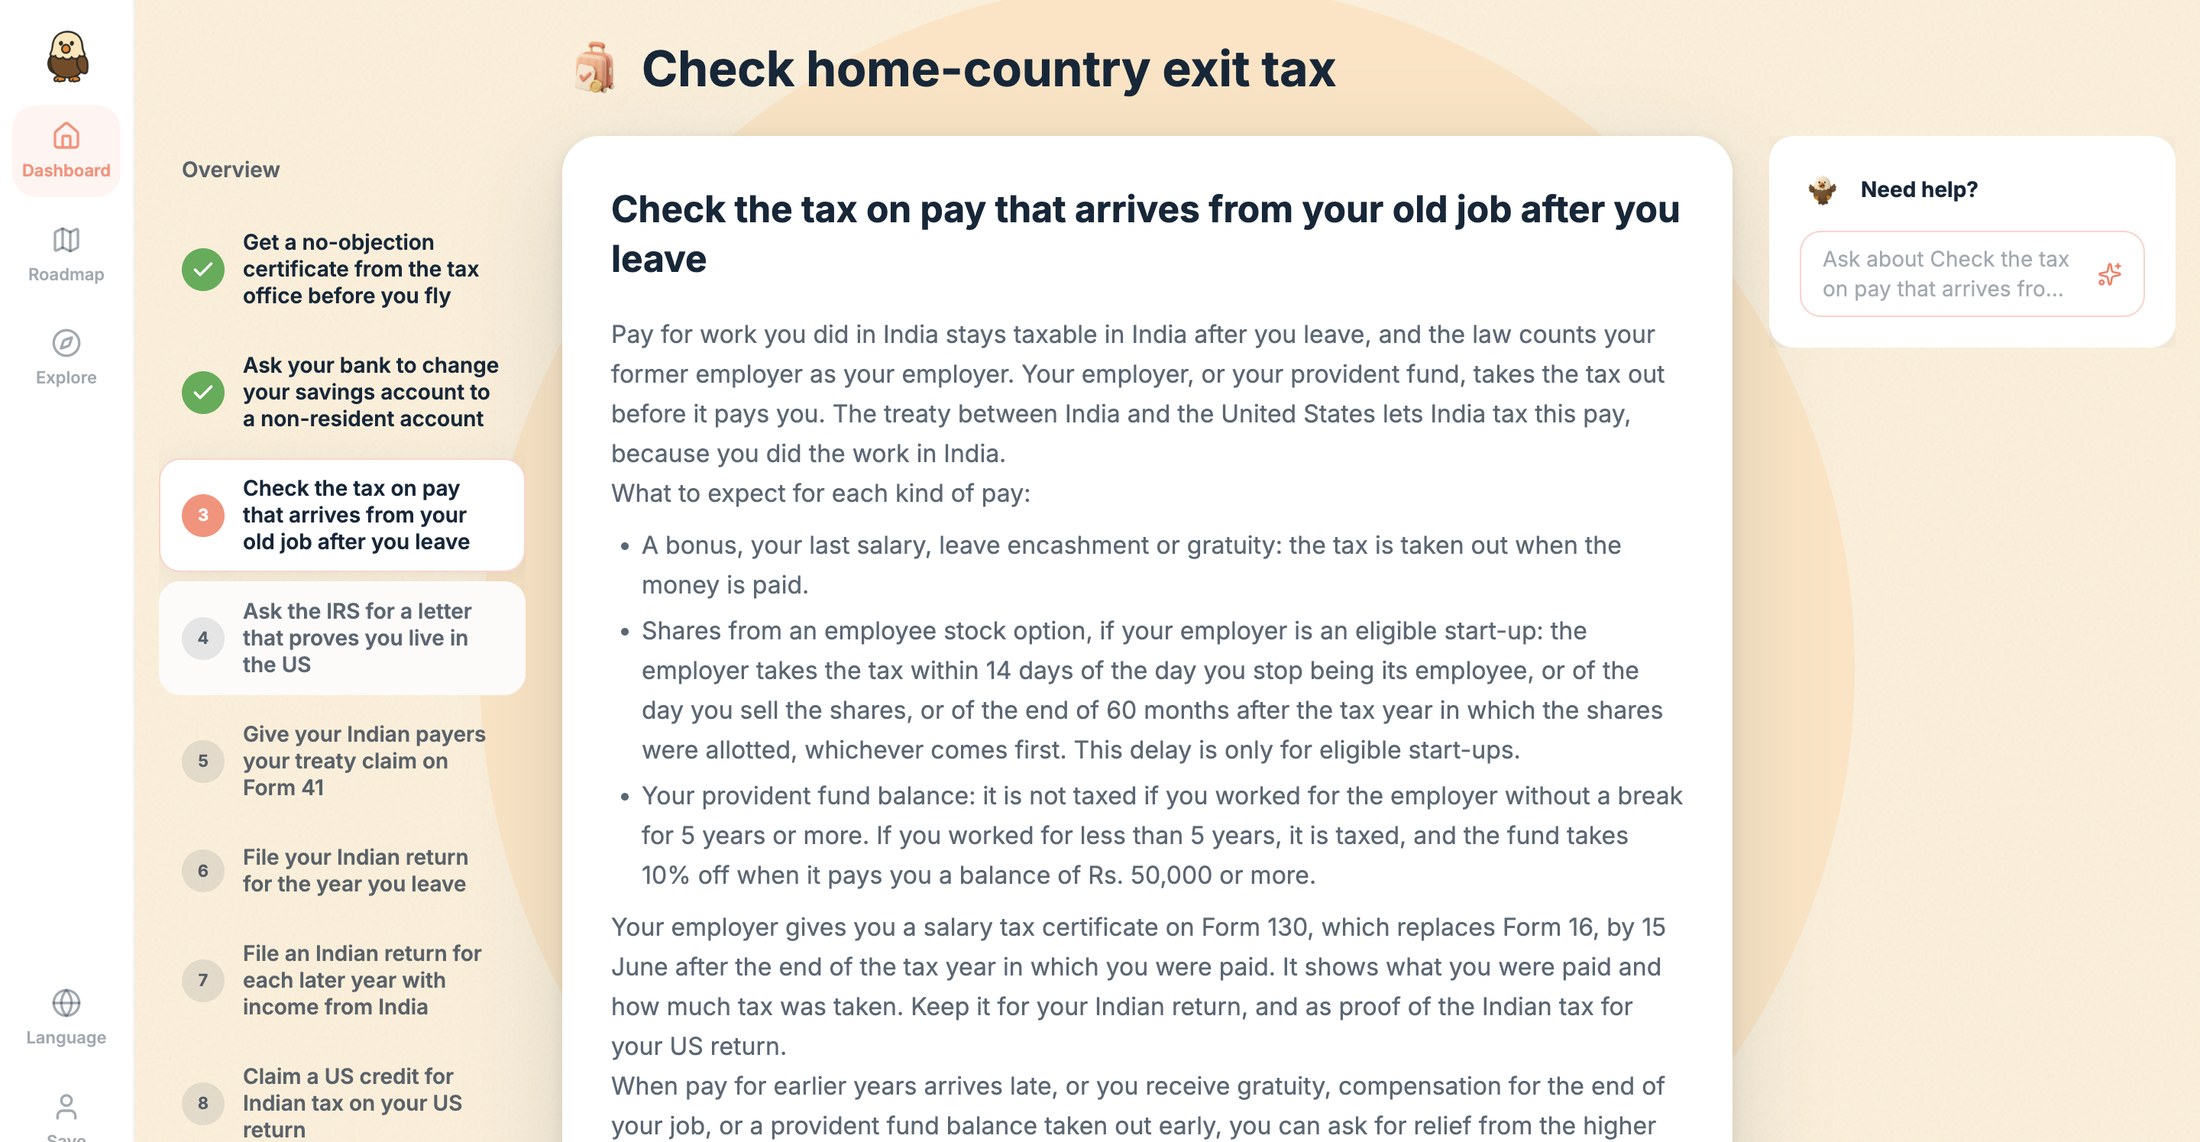 Check home-country exit tax
Dashboard
Roadmap
Explore
Language
Save
Overview
Get a no-objection
certificate from the tax
office before you fly
Ask your bank to change
your savings account to
a non-resident account
3
Check the tax on pay
that arrives from your
old job after you leave
4
Ask the IRS for a letter
that proves you live in
the US
5
Give your Indian payers
your treaty claim on
Form 41
6
File your Indian return
for the year you leave
7
File an Indian return for
each later year with
income from India
8
Claim a US credit for
Indian tax on your US
return
Check the tax on pay that arrives from your old job after you
leave
Pay for work you did in India stays taxable in India after you leave, and the law counts your
former employer as your employer. Your employer, or your provident fund, takes the tax out
before it pays you. The treaty between India and the United States lets India tax this pay,
because you did the work in India.
What to expect for each kind of pay:
• A bonus, your last salary, leave encashment or gratuity: the tax is taken out when the
money is paid.
• Shares from an employee stock option, if your employer is an eligible start-up: the
employer takes the tax within 14 days of the day you stop being its employee, or of the
day you sell the shares, or of the end of 60 months after the tax year in which the shares
were allotted, whichever comes first. This delay is only for eligible start-ups.
• Your provident fund balance: it is not taxed if you worked for the employer without a break
for 5 years or more. If you worked for less than 5 years, it is taxed, and the fund takes
10% off when it pays you a balance of Rs. 50,000 or more.
Your employer gives you a salary tax certificate on Form 130, which replaces Form 16, by 15
June after the end of the tax year in which you were paid. It shows what you were paid and
how much tax was taken. Keep it for your Indian return, and as proof of the Indian tax for
your US return.
When pay for earlier years arrives late, or you receive gratuity, compensation for the end of
your job, or a provident fund balance taken out early, you can ask for relief from the higher
Need help?
Ask about Check the tax
on pay that arrives fro...